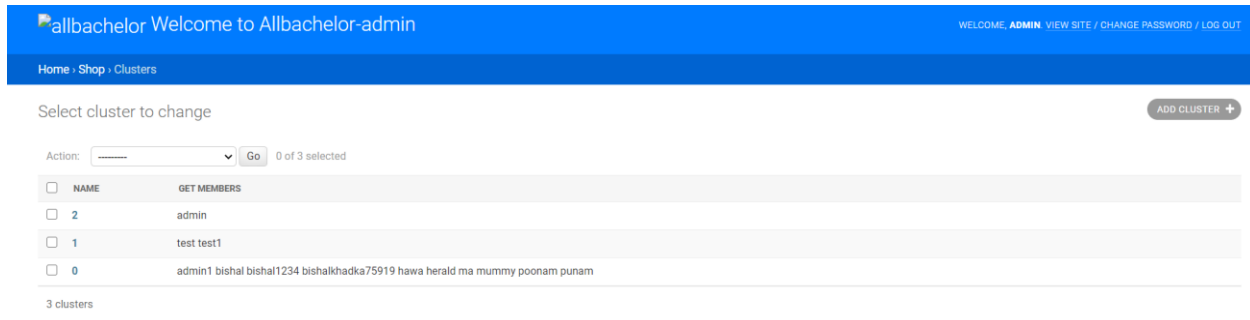 allbachelor Welcome to Allbachelor-admin
WELCOME, ADMIN. VIEW SITE / CHANGE PASSWORD / LOG OUT
Home › Shop › Clusters
Select cluster to change
ADD CLUSTER +
Action: --------- Go 0 of 3 selected
NAME GET MEMBERS
2 admin
1 test test1
0 admin1 bishal bishal1234 bishalkhadka75919 hawa herald ma mummy poonam punam
3 clusters